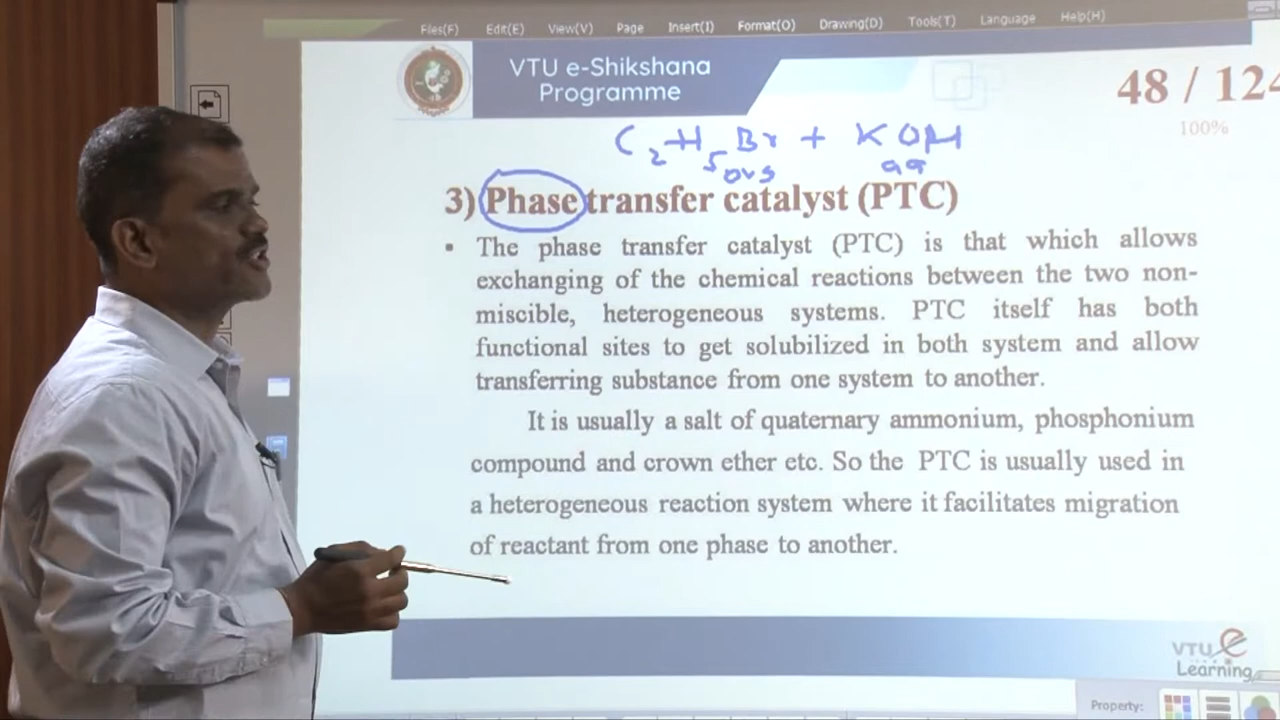 Files(F) Edit(E) View(V) Page Insert(I) Format(O) Drawing(D) Tools(T) Language Help(H)
VTU e-Shikshana
Programme
48 / 124
100%
C2H5Br + KOH
org aq
3) Phase transfer catalyst (PTC)
▪ The phase transfer catalyst (PTC) is that which allows
exchanging of the chemical reactions between the two non-
miscible, heterogeneous systems. PTC itself has both
functional sites to get solubilized in both system and allow
transferring substance from one system to another.
It is usually a salt of quaternary ammonium, phosphonium
compound and crown ether etc. So the PTC is usually used in
a heterogeneous reaction system where it facilitates migration
of reactant from one phase to another.
VTU e
Learning
Property: